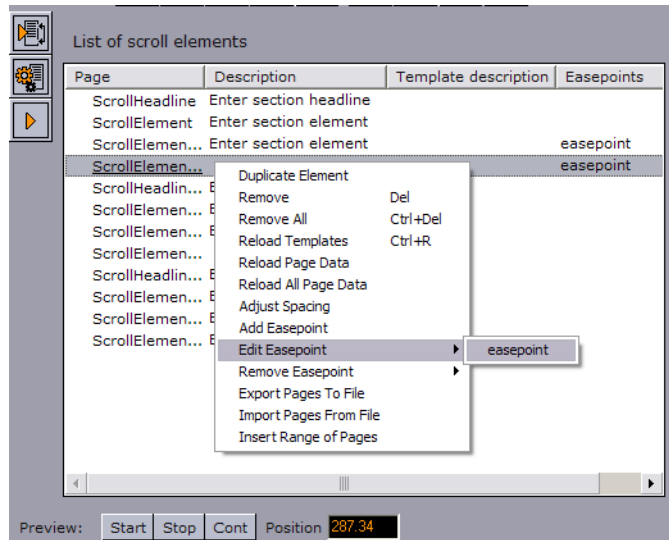 List of scroll elements
Page Description Template description Easepoints
ScrollHeadline Enter section headline
ScrollElement Enter section element
ScrollElemen... Enter section element easepoint
ScrollElemen... easepoint
ScrollHeadlin...
ScrollElemen...
ScrollElemen...
ScrollElemen...
ScrollHeadlin...
ScrollElemen...
ScrollElemen...
ScrollElemen...
Duplicate Element
Remove Del
Remove All Ctrl+Del
Reload Templates Ctrl+R
Reload Page Data
Reload All Page Data
Adjust Spacing
Add Easepoint
Edit Easepoint easepoint
Remove Easepoint
Export Pages To File
Import Pages From File
Insert Range of Pages
Preview: Start Stop Cont Position 287.34